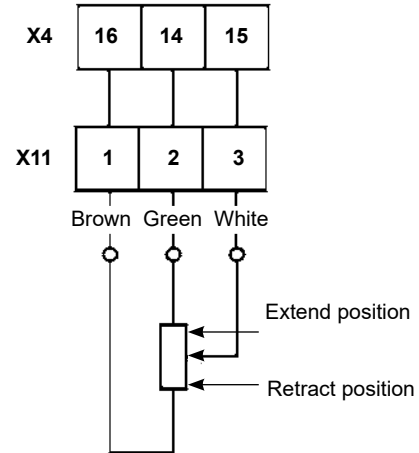 X4 16 14 15
X11 1 2 3
Brown Green White
Extend position
Retract position